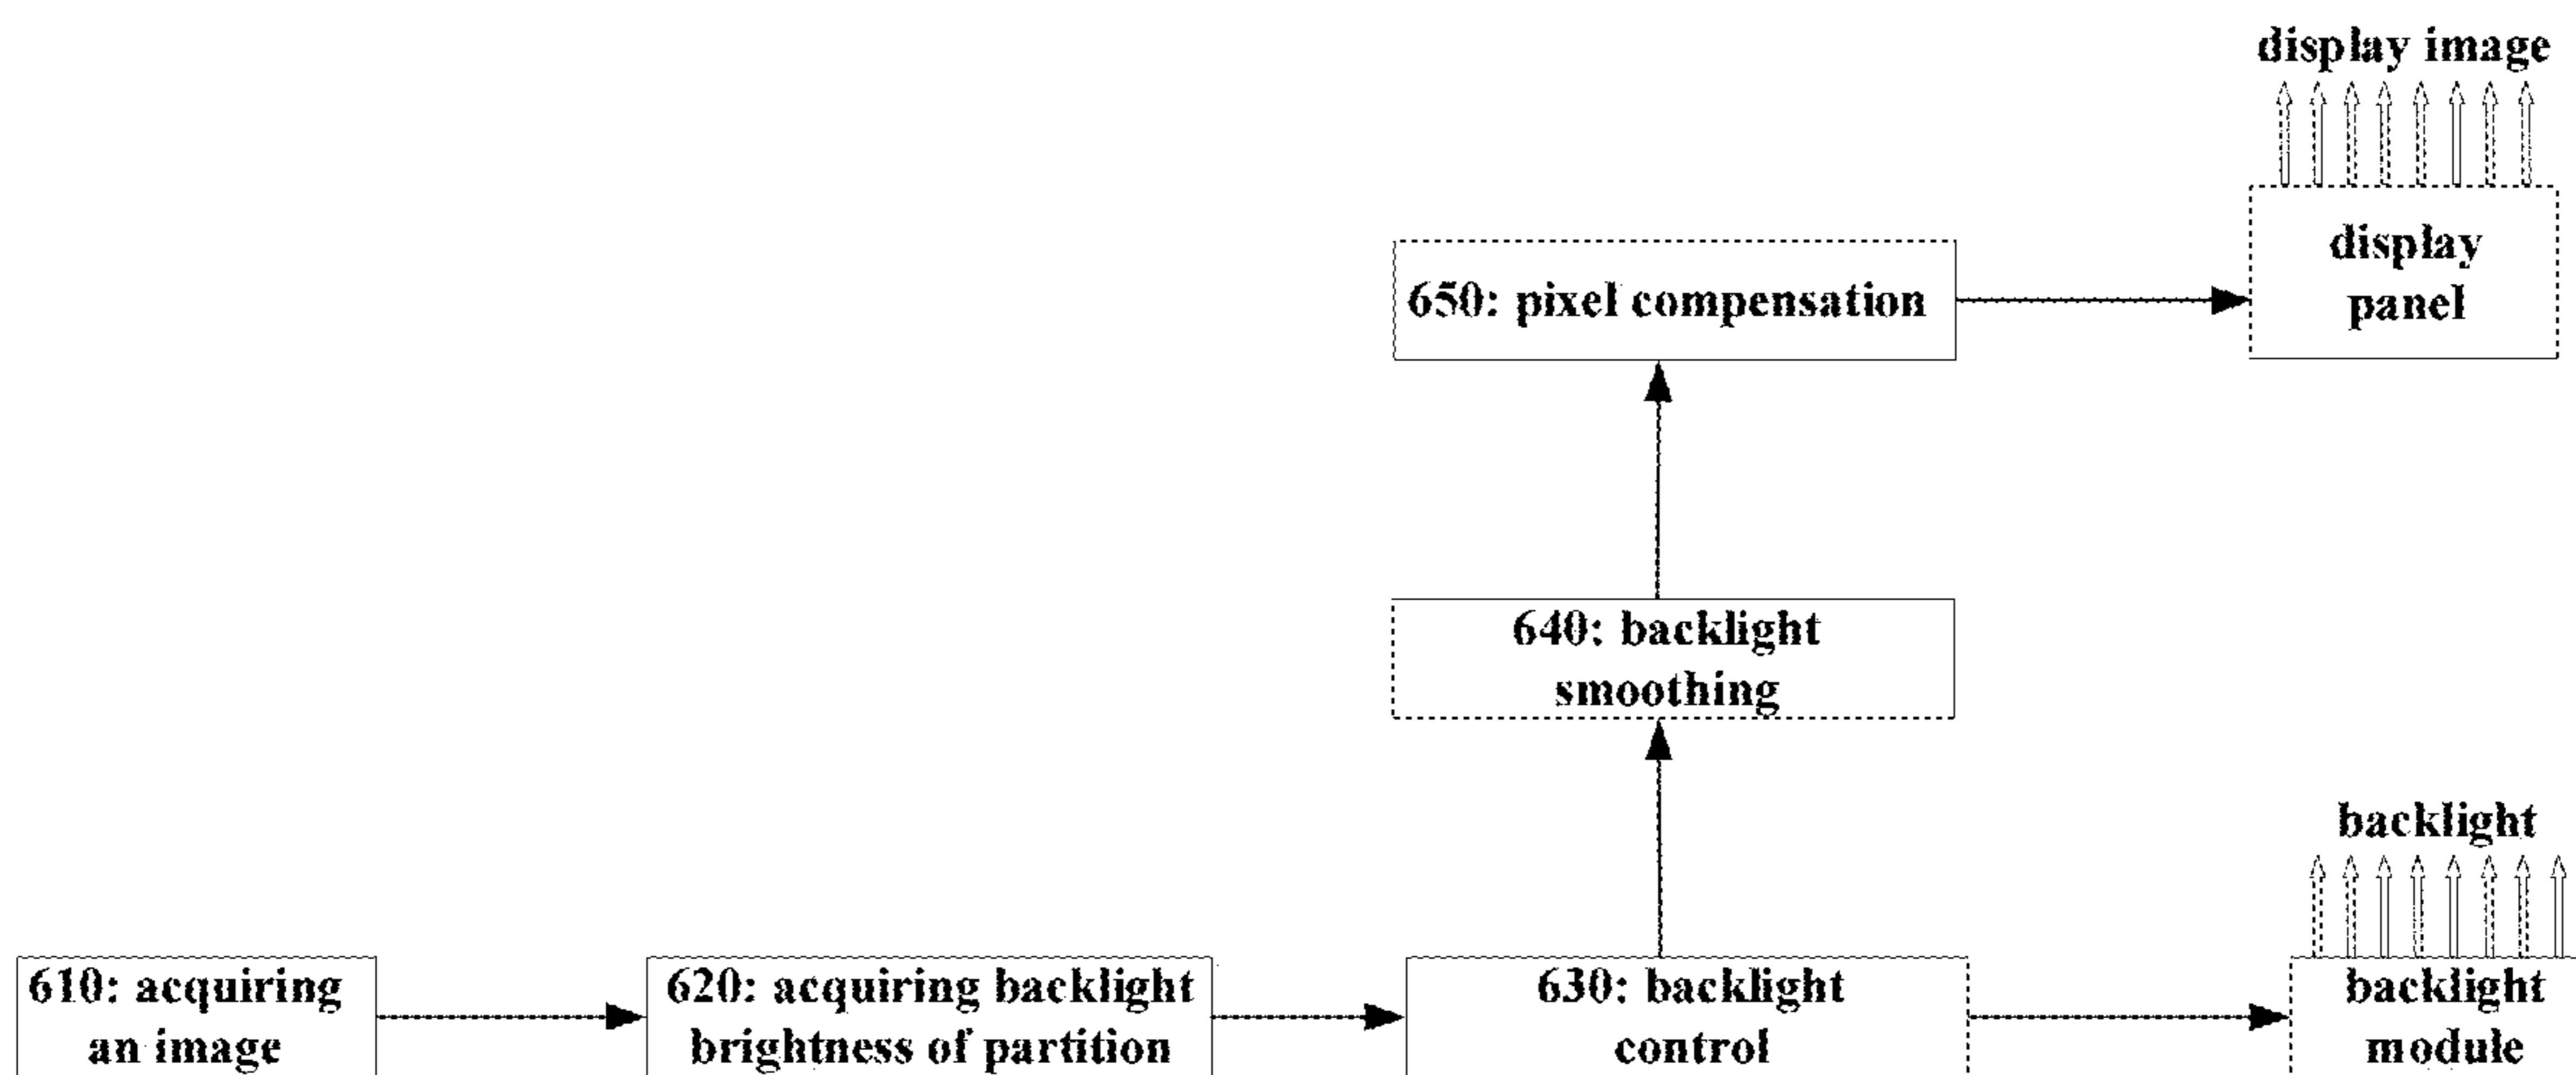 display image
display
panel
650: pixel compensation
640: backlight
smoothing
backlight
610: acquiring
an image
620: acquiring backlight
brightness of partition
630: backlight
control
backlight
module